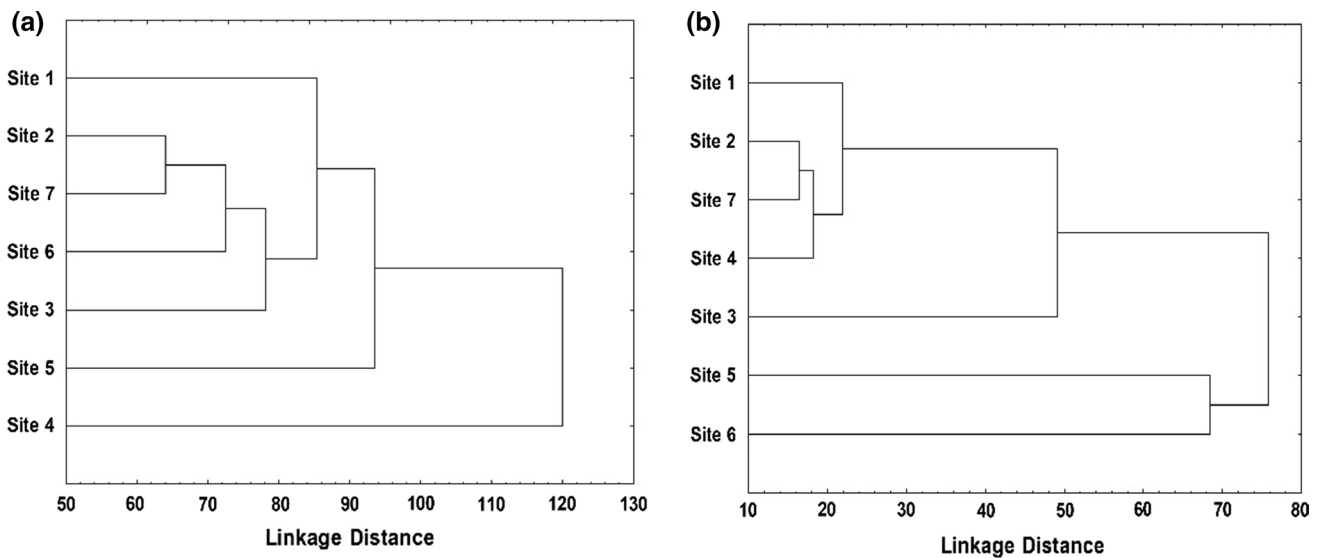 (a)
Site 1
Site 2
Site 7
Site 6
Site 3
Site 5
Site 4
50 60 70 80 90 100 110 120 130
Linkage Distance
(b)
Site 1
Site 2
Site 7
Site 4
Site 3
Site 5
Site 6
10 20 30 40 50 60 70 80
Linkage Distance